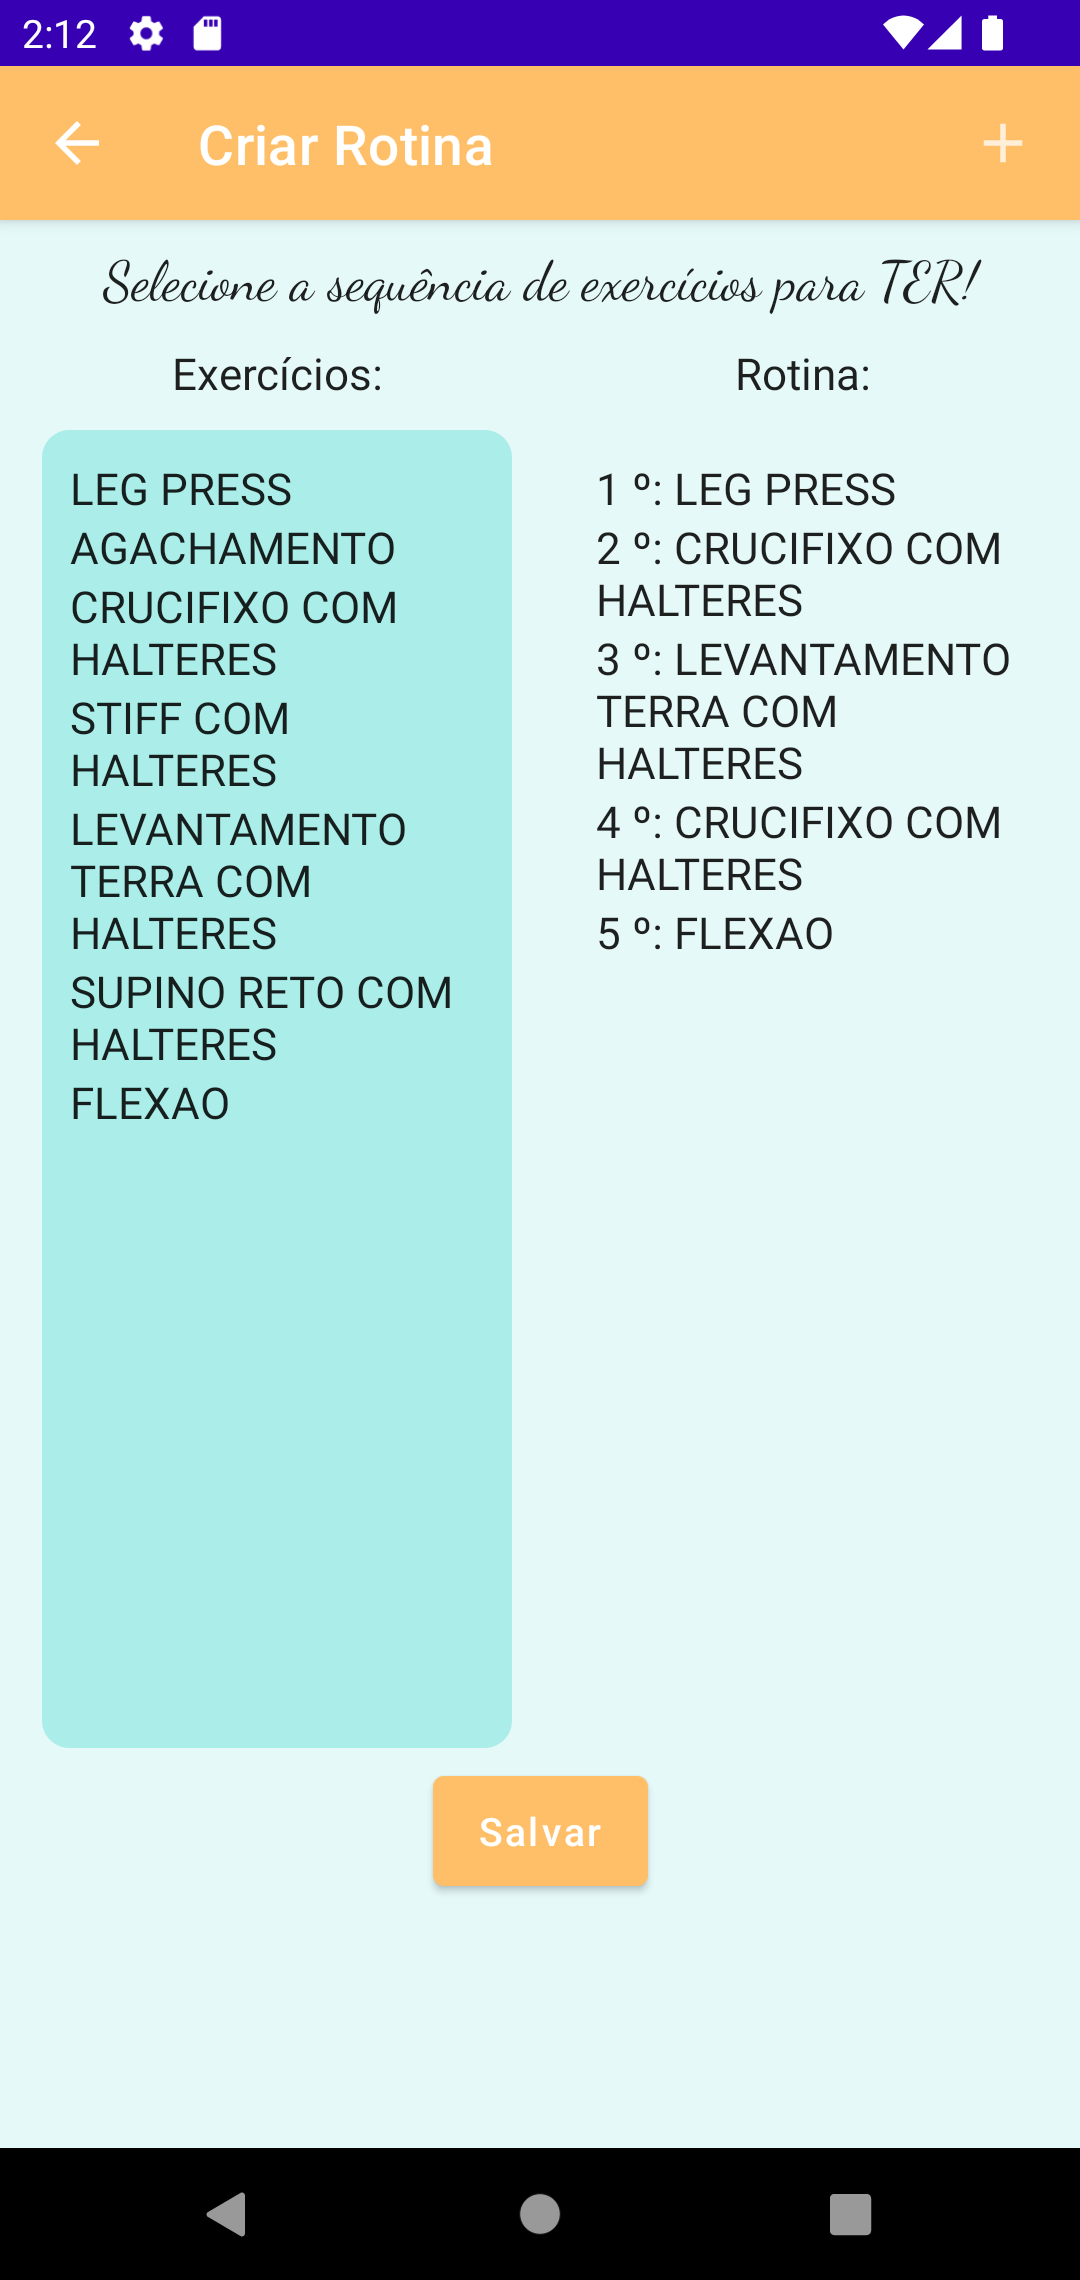 2:12
Criar Rotina
Selecione a sequência de exercícios para TER!
Exercícios:
LEG PRESS
AGACHAMENTO
CRUCIFIXO COM
HALTERES
STIFF COM
HALTERES
LEVANTAMENTO
TERRA COM
HALTERES
SUPINO RETO COM
HALTERES
FLEXAO
Rotina:
1 º: LEG PRESS
2 º: CRUCIFIXO COM
HALTERES
3 º: LEVANTAMENTO
TERRA COM
HALTERES
4 º: CRUCIFIXO COM
HALTERES
5 º: FLEXAO
Salvar